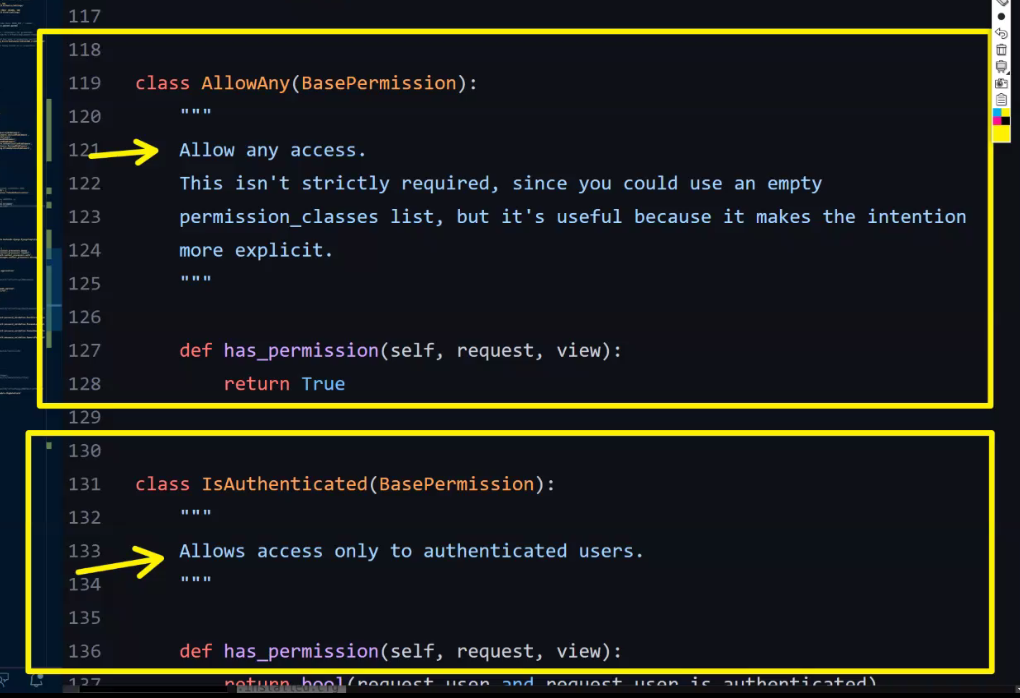 117
118
119 class AllowAny(BasePermission):
120 """
121 Allow any access.
122 This isn't strictly required, since you could use an empty
123 permission_classes list, but it's useful because it makes the intention
124 more explicit.
125 """
126
127 def has_permission(self, request, view):
128 return True
129
130
131 class IsAuthenticated(BasePermission):
132 """
133 Allows access only to authenticated users.
134 """
135
136 def has_permission(self, request, view):
137 return bool(request.user and request.user.is_authenticated)